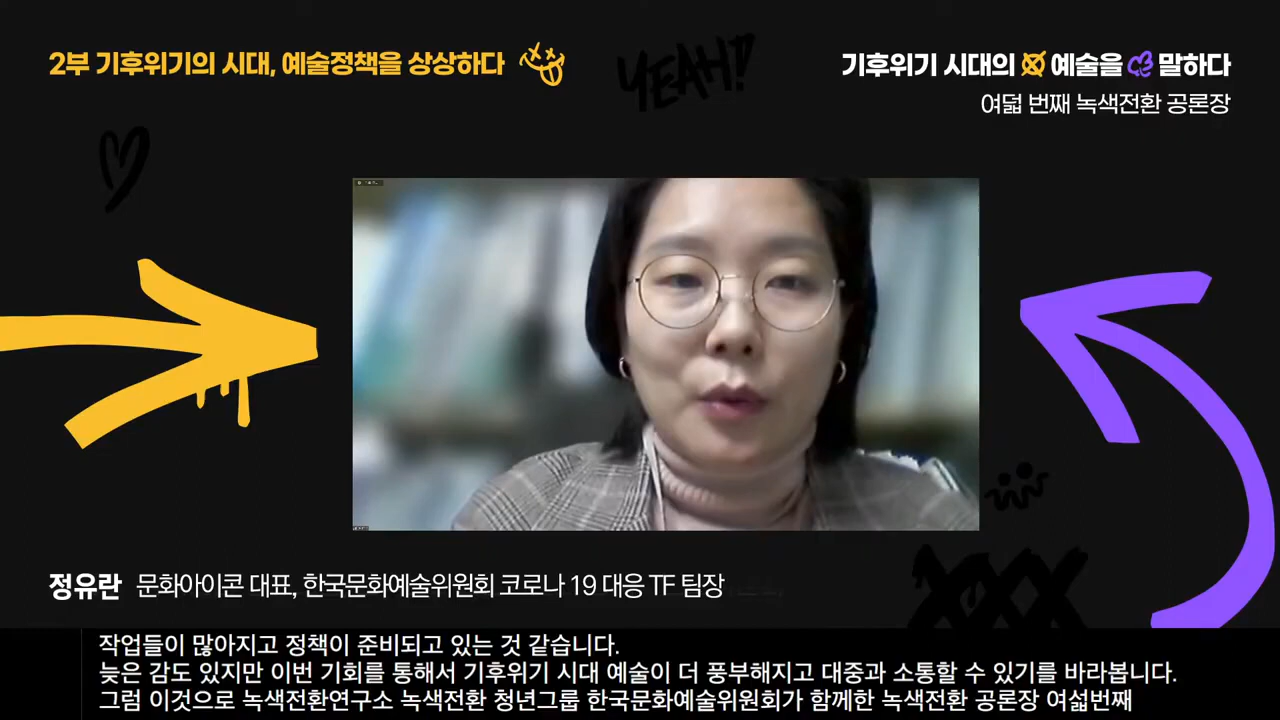 2부 기후위기의 시대, 예술정책을 상상하다
YEAH!
기후위기 시대의 예술을 말하다
여덟 번째 녹색전환 공론장
정유란 문화아이콘 대표, 한국문화예술위원회 코로나 19 대응 TF 팀장
XXX
작업들이 많아지고 정책이 준비되고 있는 것 같습니다.
늦은 감도 있지만 이번 기회를 통해서 기후위기 시대 예술이 더 풍부해지고 대중과 소통할 수 있기를 바라봅니다.
그럼 이것으로 녹색전환연구소 녹색전환 청년그룹 한국문화예술위원회가 함께한 녹색전환 공론장 여섧번째